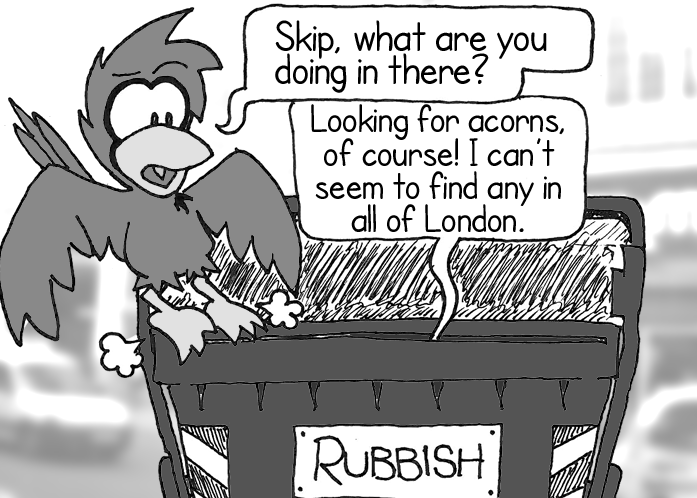 Skip, what are you
doing in there?
Looking for acorns,
of course! I can't
seem to find any in
all of London.
RUBBISH